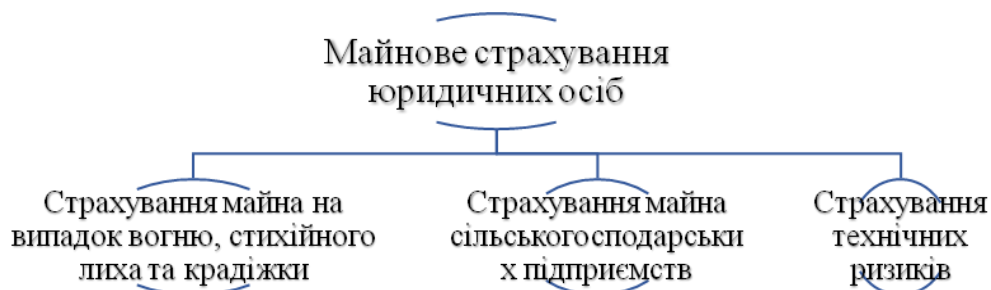 Майнове страхування
юридичних осіб
Страхування майна на
випадок вогню, стихійного
лиха та крадіжки
Страхування майна
сільськогосподарськи
х підприємств
Страхування
технічних
ризиків